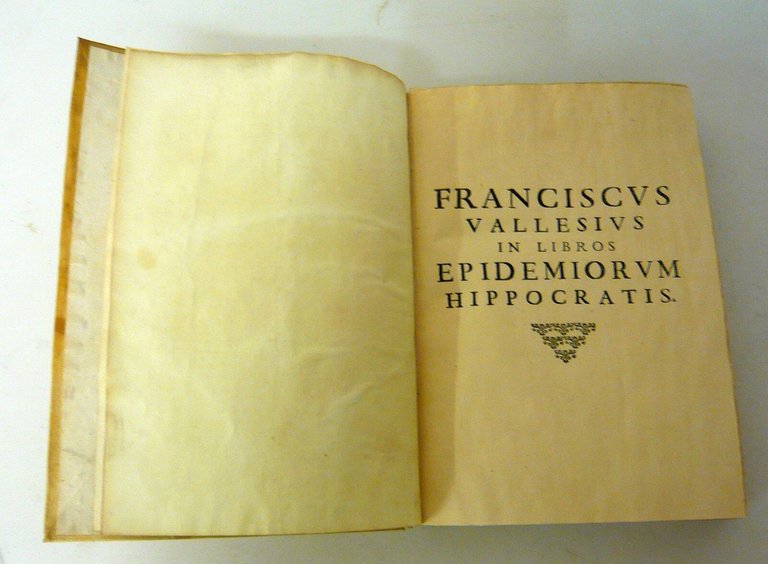 FRANCISCVS
VALLESIVS
IN LIBROS
EPIDEMIORVM
HIPPOCRATIS.